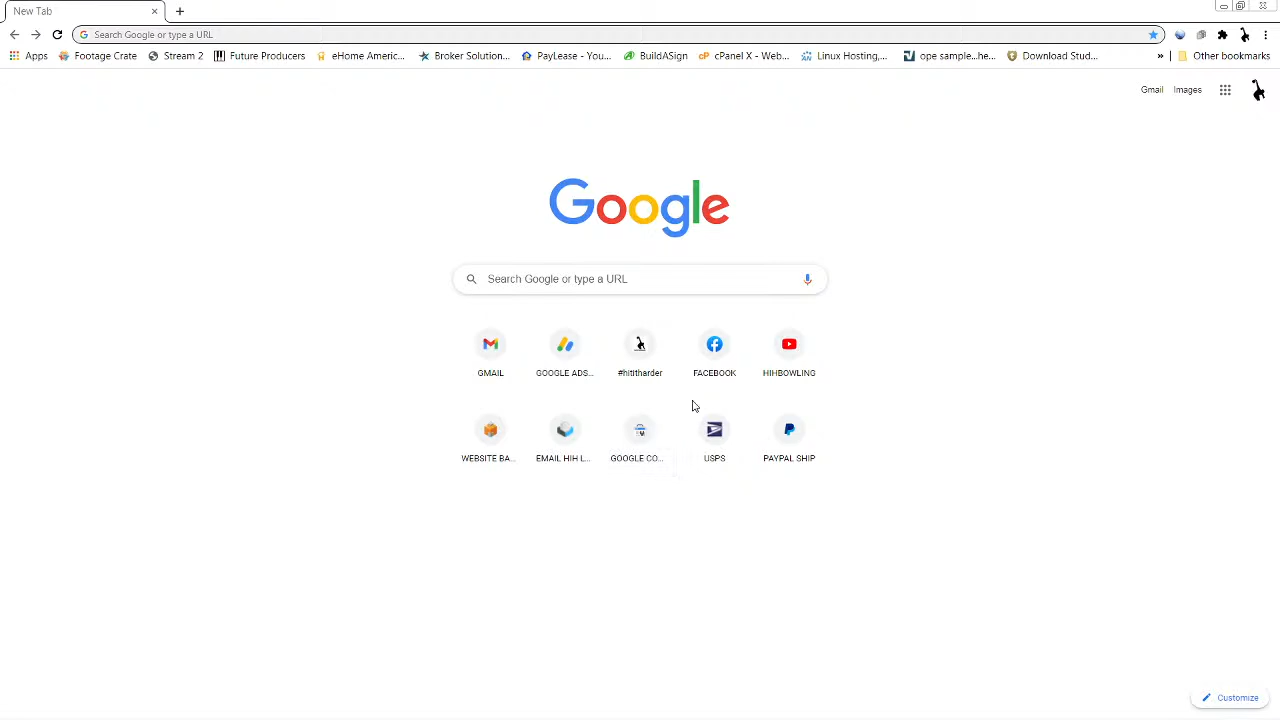 New Tab
Search Google or type a URL
Apps Footage Crate Stream 2 Future Producers eHome Americ... Broker Solution... PayLease - You... BuildASign cPanel X - Web... Linux Hosting,... ope sample...he... Download Stud... » Other bookmarks
Gmail Images
Google
Search Google or type a URL
GMAIL GOOGLE ADS... #hititharder FACEBOOK HIHBOWLING
WEBSITE BA... EMAIL HIH L... GOOGLE CO... USPS PAYPAL SHIP
Customize